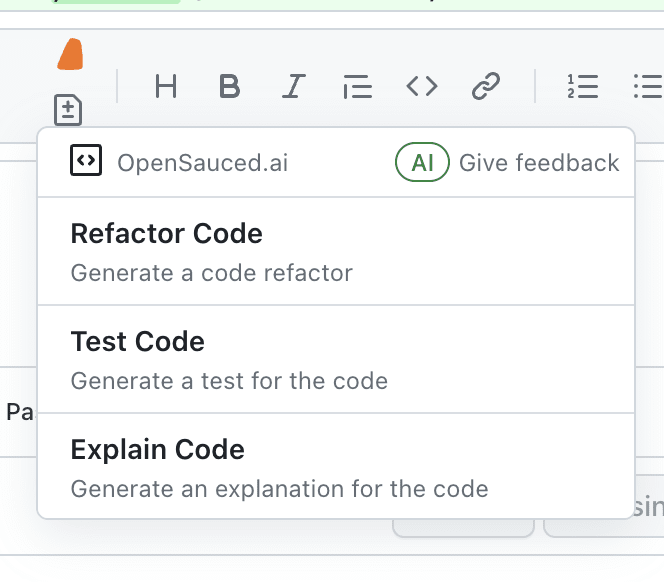 H B I
OpenSauced.ai AI Give feedback
Refactor Code
Generate a code refactor
Test Code
Generate a test for the code
Pa
Explain Code
Generate an explanation for the code
sin